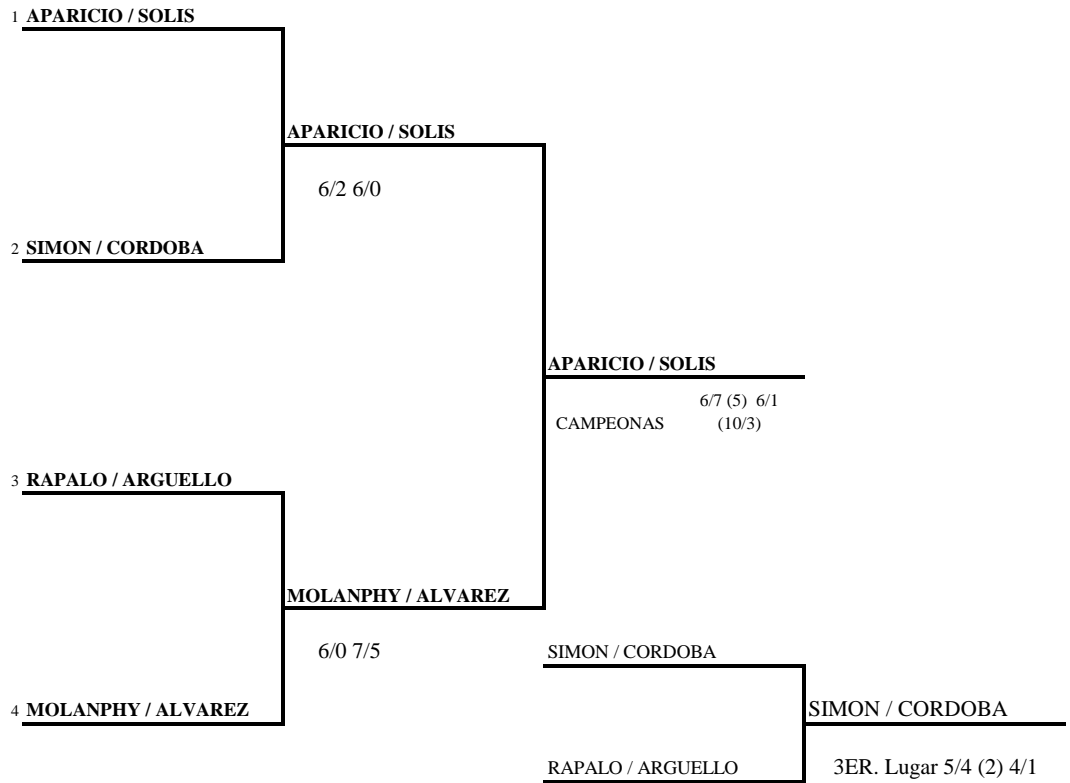 1 APARICIO / SOLIS
APARICIO / SOLIS
6/2 6/0
2 SIMON / CORDOBA
APARICIO / SOLIS
6/7 (5) 6/1
CAMPEONAS (10/3)
3 RAPALO / ARGUELLO
MOLANPHY / ALVAREZ
6/0 7/5
SIMON / CORDOBA
4 MOLANPHY / ALVAREZ
SIMON / CORDOBA
RAPALO / ARGUELLO
3ER. Lugar 5/4 (2) 4/1